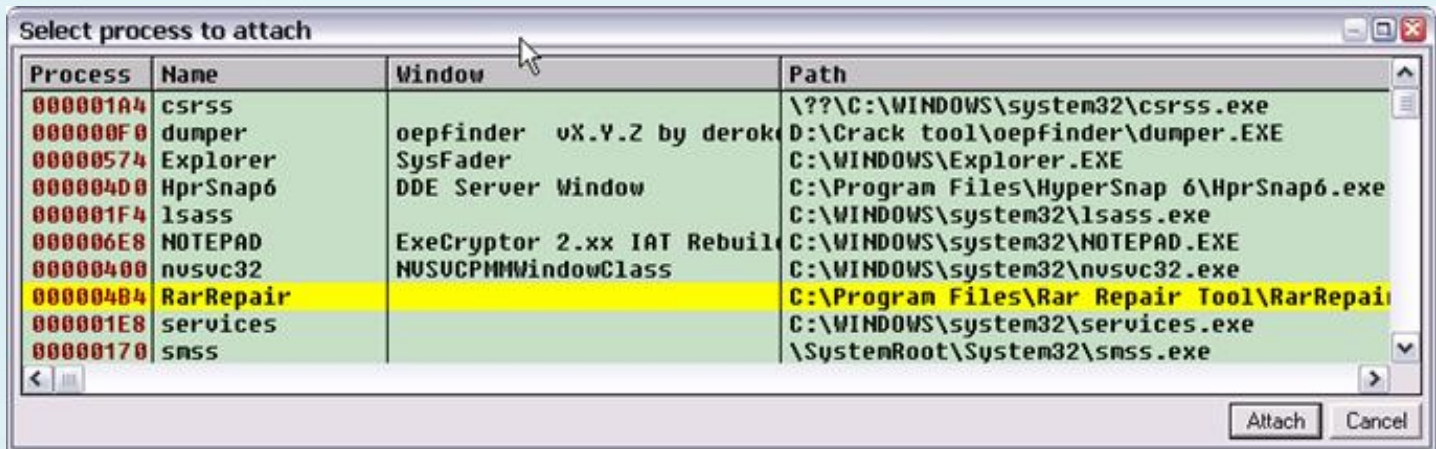 Select process to attach
Process Name Window Path
000001A4 csrss \??\C:\WINDOWS\system32\csrss.exe
000000F0 dumper oepfinder vX.Y.Z by deroko D:\Crack tool\oepfinder\dumper.EXE
00000574 Explorer SysFader C:\WINDOWS\Explorer.EXE
000004D0 HprSnap6 DDE Server Window C:\Program Files\HyperSnap 6\HprSnap6.exe
000001F4 lsass C:\WINDOWS\system32\lsass.exe
000006E8 NOTEPAD ExeCryptor 2.xx IAT Rebuil C:\WINDOWS\system32\NOTEPAD.EXE
00000400 nvsvc32 NVSVCPMMWindowClass C:\WINDOWS\system32\nvsvc32.exe
000004B4 RarRepair C:\Program Files\Rar Repair Tool\RarRepai
000001E8 services C:\WINDOWS\system32\services.exe
00000170 smss \SystemRoot\System32\smss.exe
Attach Cancel